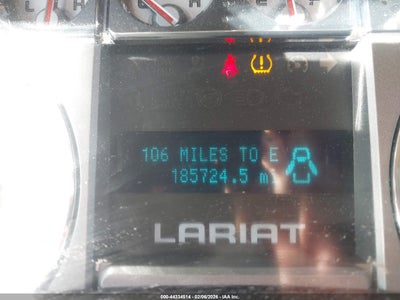 106 MILES TO E
185724.5 mi
LARIAT
000-44334514 - 02/06/2026 - IAA Inc.